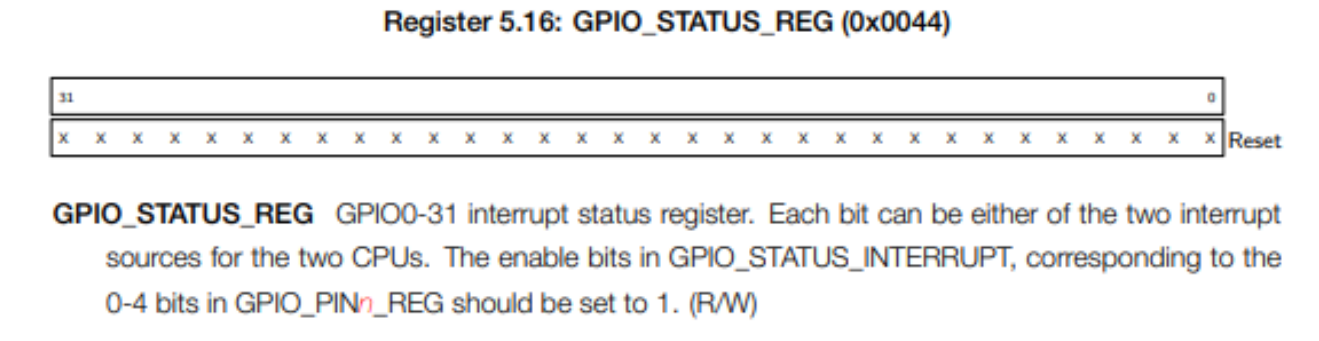 Register 5.16: GPIO_STATUS_REG (0x0044)
31 0
x x x x x x x x x x x x x x x x x x x x x x x x x x x x x x x x Reset
GPIO_STATUS_REG GPIO0-31 interrupt status register. Each bit can be either of the two interrupt
sources for the two CPUs. The enable bits in GPIO_STATUS_INTERRUPT, corresponding to the
0-4 bits in GPIO_PINn_REG should be set to 1. (R/W)